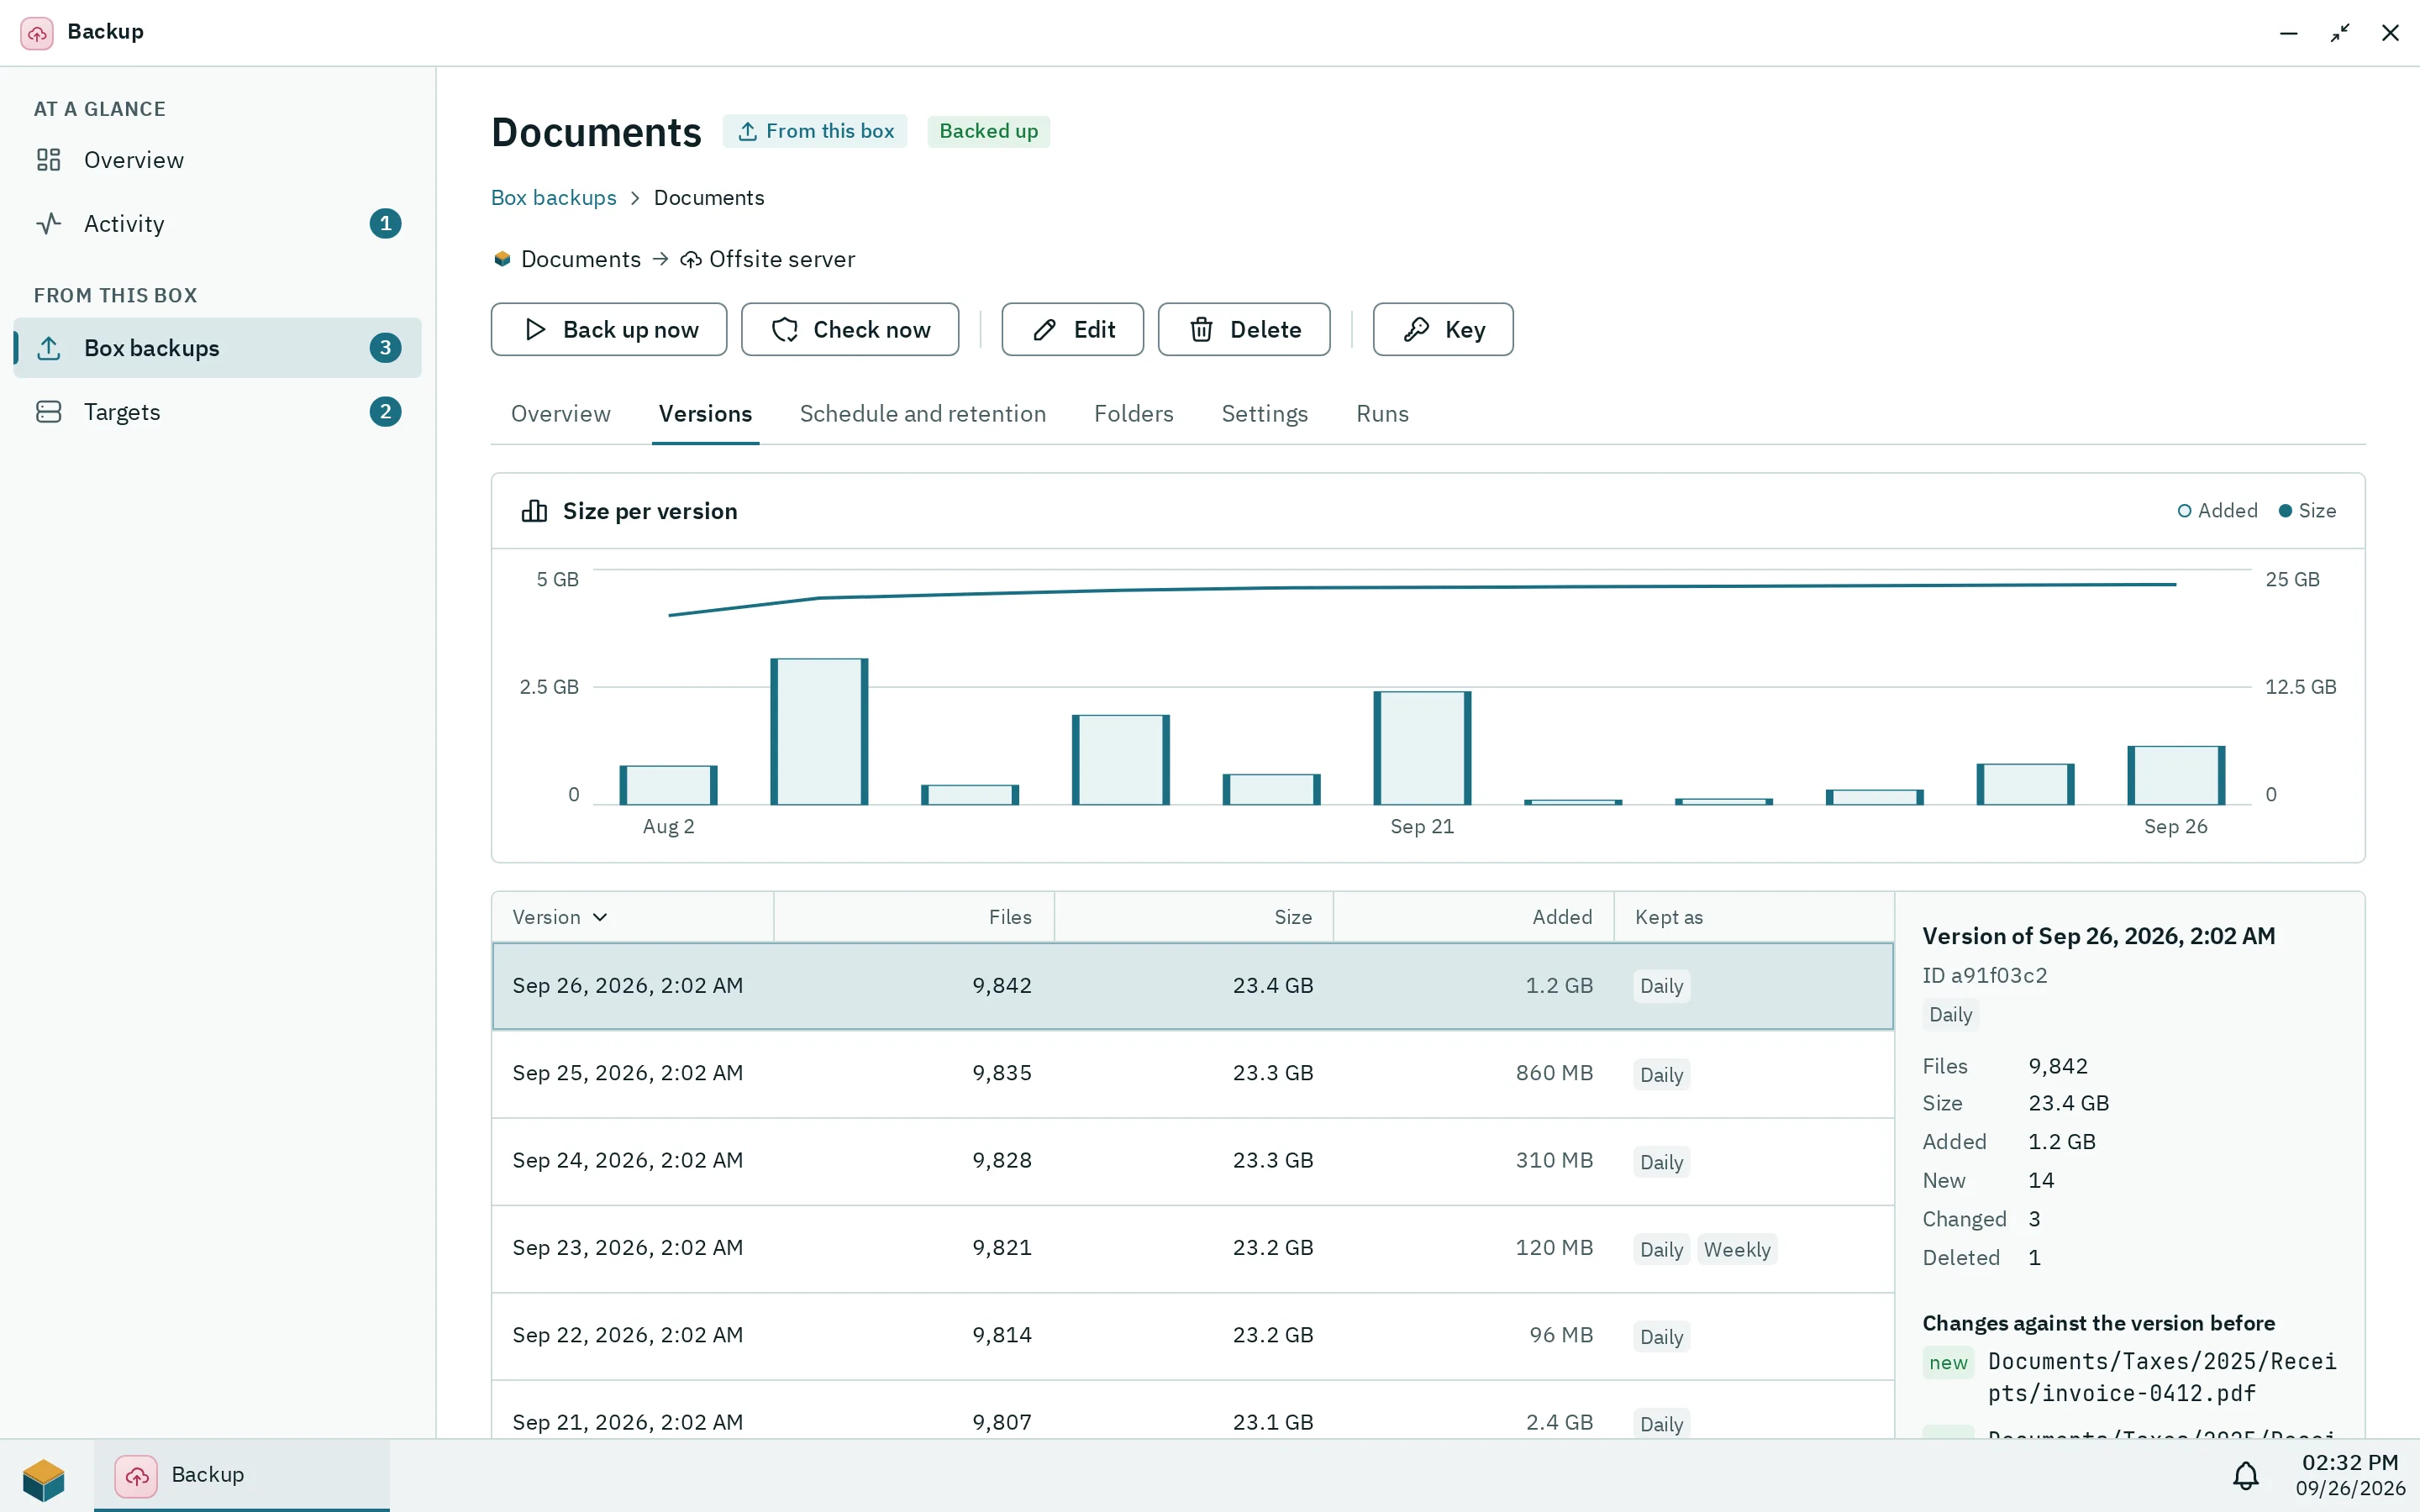 Backup
AT A GLANCE
Overview
Activity 1
FROM THIS BOX
Box backups 3
Targets 2
Documents From this box Backed up
Box backups > Documents
Documents → Offsite server
Back up now Check now Edit Delete Key
Overview Versions Schedule and retention Folders Settings Runs
Size per version Added Size
5 GB 25 GB
2.5 GB 12.5 GB
0 0
Aug 2 Sep 21 Sep 26
Version Files Size Added Kept as
Sep 26, 2026, 2:02 AM 9,842 23.4 GB 1.2 GB Daily
Sep 25, 2026, 2:02 AM 9,835 23.3 GB 860 MB Daily
Sep 24, 2026, 2:02 AM 9,828 23.3 GB 310 MB Daily
Sep 23, 2026, 2:02 AM 9,821 23.2 GB 120 MB Daily Weekly
Sep 22, 2026, 2:02 AM 9,814 23.2 GB 96 MB Daily
Sep 21, 2026, 2:02 AM 9,807 23.1 GB 2.4 GB Daily
Version of Sep 26, 2026, 2:02 AM
ID a91f03c2
Daily
Files 9,842
Size 23.4 GB
Added 1.2 GB
New 14
Changed 3
Deleted 1
Changes against the version before
new Documents/Taxes/2025/Recei
pts/invoice-0412.pdf
Backup
02:32 PM
09/26/2026